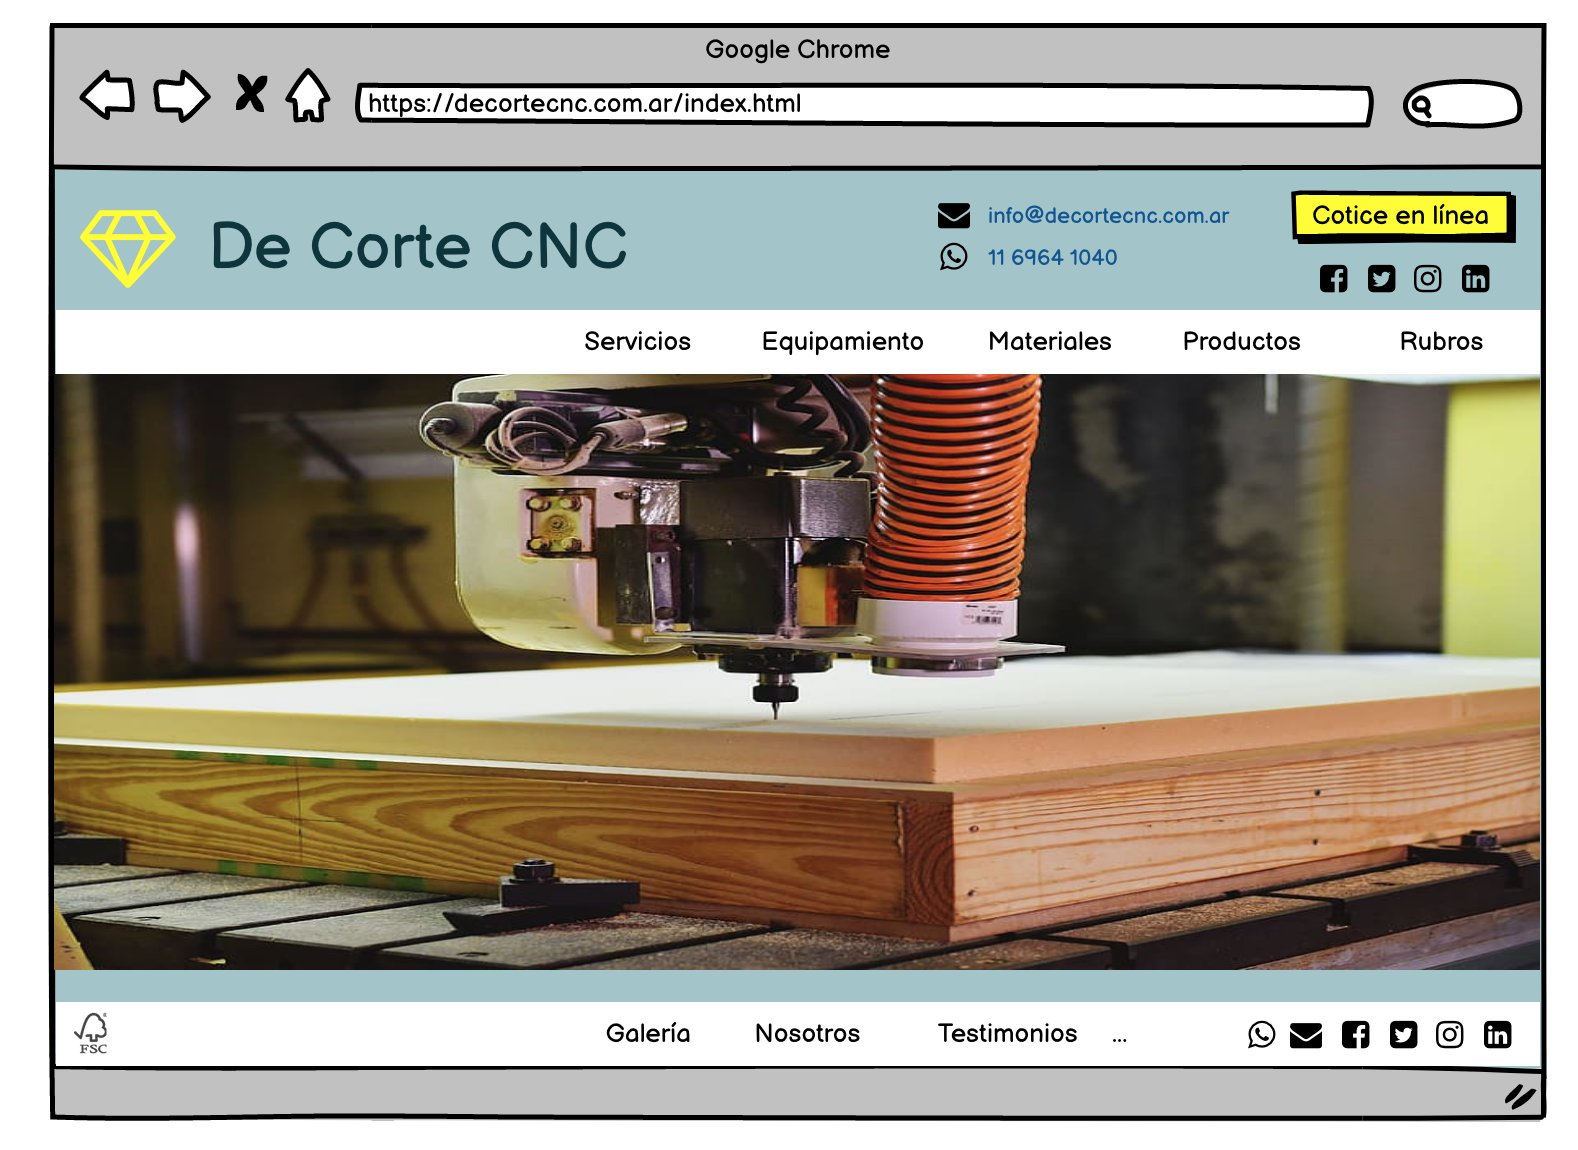 Google Chrome
https://decortecnc.com.ar/index.html
De Corte CNC
info@decortecnc.com.ar
11 6964 1040
Cotice en línea
Servicios Equipamiento Materiales Productos Rubros
FSC
Galería Nosotros Testimonios ...